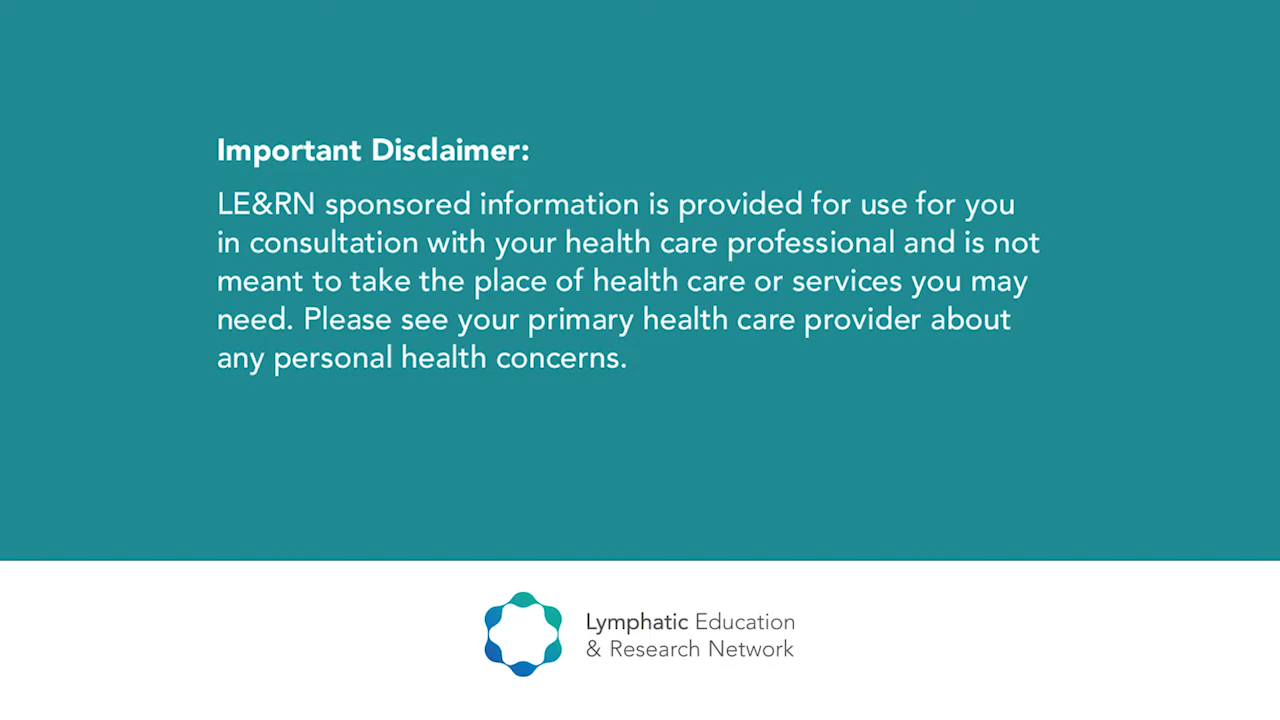 Important Disclaimer:
LE&RN sponsored information is provided for use for you
in consultation with your health care professional and is not
meant to take the place of health care or services you may
need. Please see your primary health care provider about
any personal health concerns.
Lymphatic Education
& Research Network